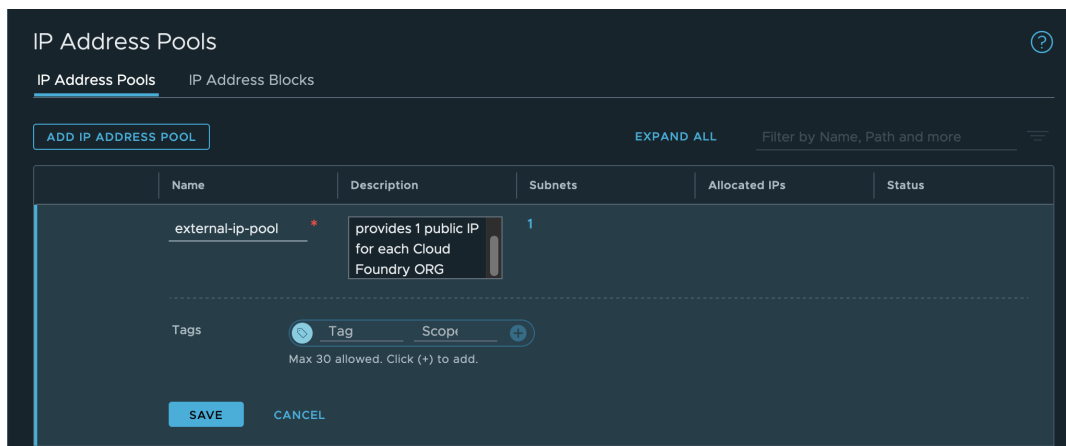 IP Address Pools
IP Address Pools IP Address Blocks
ADD IP ADDRESS POOL EXPAND ALL Filter by Name, Path and more
Name Description Subnets Allocated IPs Status
external-ip-pool * provides 1 public IP 1
for each Cloud
Foundry ORG
Tags Tag Scope
Max 30 allowed. Click (+) to add.
SAVE CANCEL